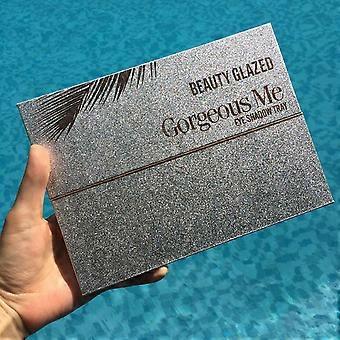 BEAUTY GLAZED
Gorgeous Me
EYE SHADOW TRAY